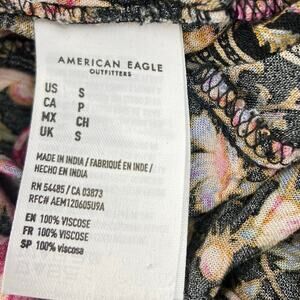 AMERICAN EAGLE
OUTFITTERS
US S
CA P
MX CH
UK S
MADE IN INDIA / FABRIQUÉ EN INDE /
HECHO EN INDIA
RN 54485 / CA 03873
RFC# AEM120605U9A
EN 100% VISCOSE
FR 100% VISCOSE
SP 100% viscosa